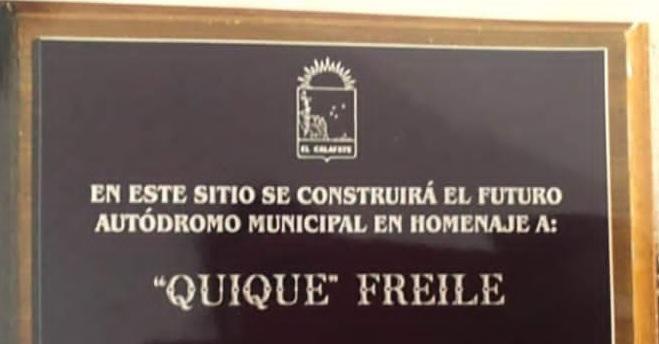 EL CALAFATE
EN ESTE SITIO SE CONSTRUIRÁ EL FUTURO
AUTÓDROMO MUNICIPAL EN HOMENAJE A:
"QUIQUE" FREILE